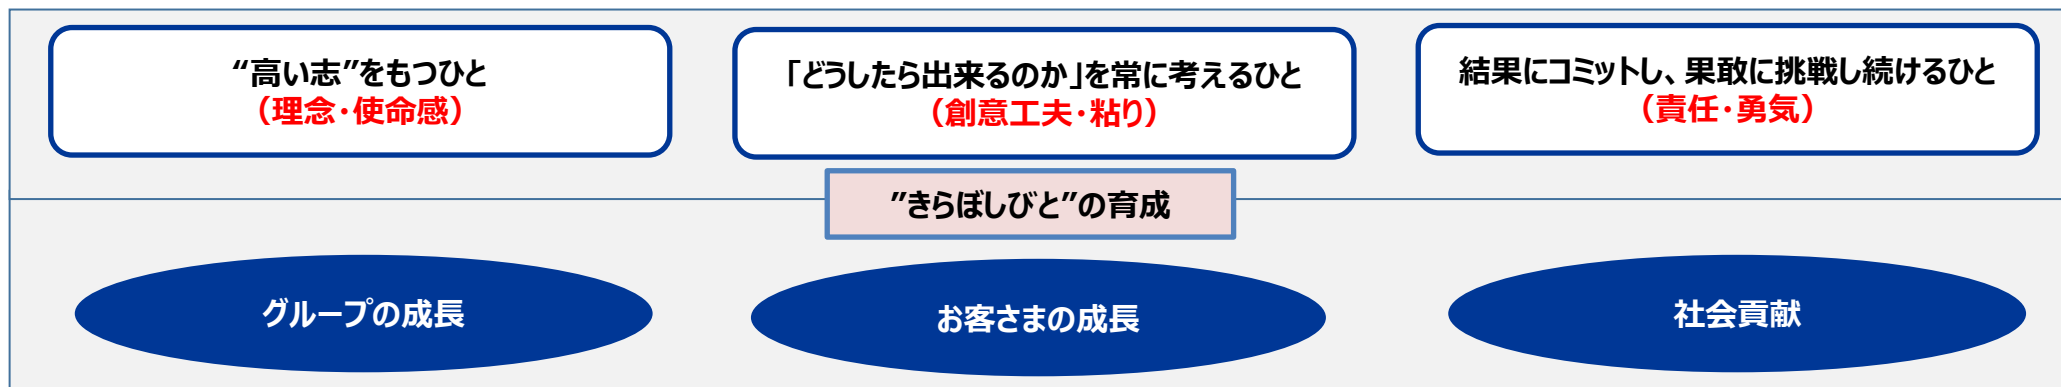 “高い志”をもつひと
（理念・使命感）
「どうしたら出来るのか」を常に考えるひと
（創意工夫・粘り）
結果にコミットし、果敢に挑戦し続けるひと
（責任・勇気）
”きらぼしびと”の育成
グループの成長
お客さまの成長
社会貢献